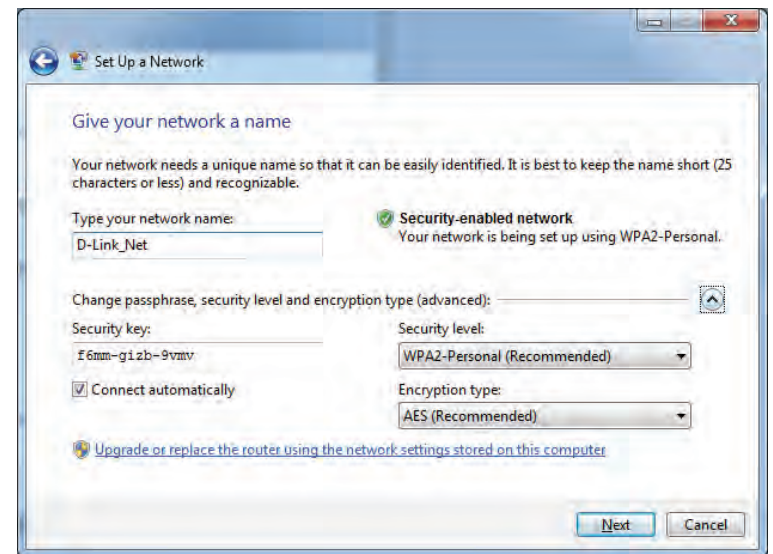 Set Up a Network
Give your network a name
Your network needs a unique name so that it can be easily identified. It is best to keep the name short (25
characters or less) and recognizable.
Type your network name:
D-Link_Net
Security-enabled network
Your network is being set up using WPA2-Personal.
Change passphrase, security level and encryption type (advanced):
Security key:
f6mm-gizb-9vmv
Connect automatically
Security level:
WPA2-Personal (Recommended)
Encryption type:
AES (Recommended)
Upgrade or replace the router using the network settings stored on this computer
Next
Cancel